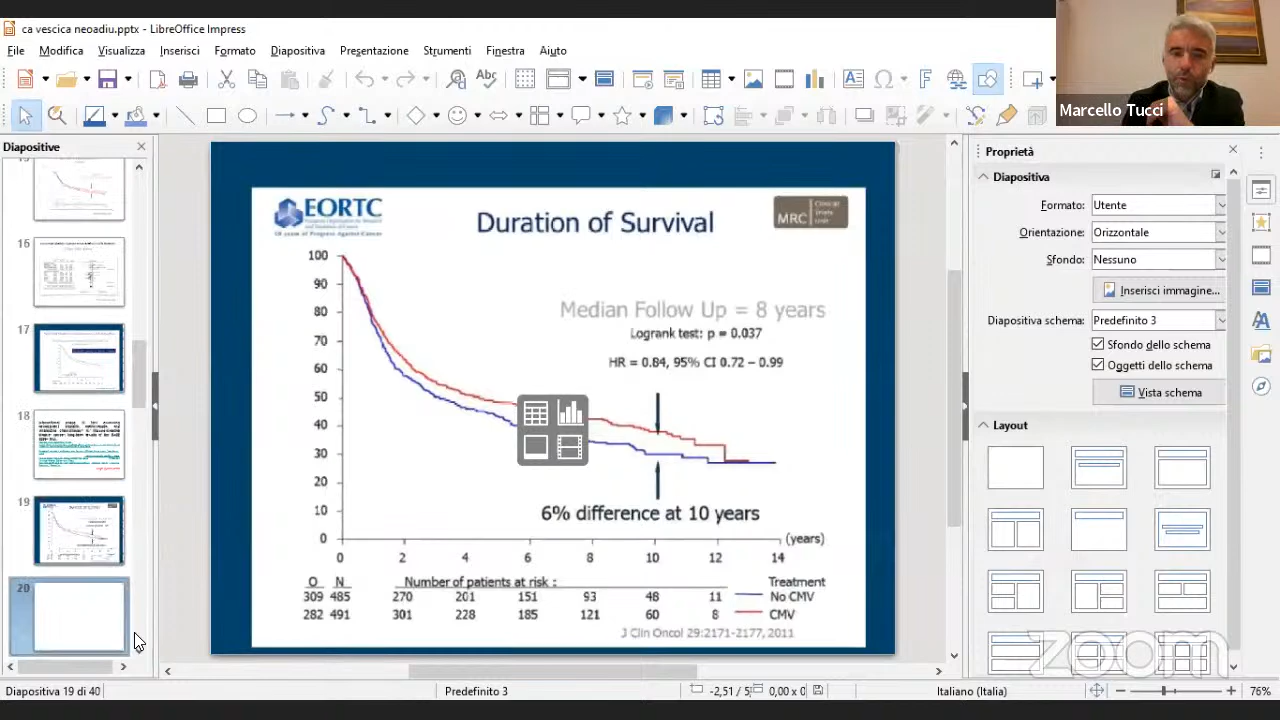 ca vescica neoadiu.pptx - LibreOffice Impress
File Modifica Visualizza Inserisci Formato Diapositiva Presentazione Strumenti Finestra Aiuto
Marcello Tucci
Diapositive
16
17
18
19
20
EORTC
Duration of Survival
MRC
Clinical Trials Unit
Median Follow Up = 8 years
Logrank test: p = 0.037
HR = 0.84, 95% CI 0.72 – 0.99
100
90
80
70
60
50
40
30
20
10
0
6% difference at 10 years
0 2 4 6 8 10 12 14 (years)
O N Number of patients at risk : Treatment
309 485 270 201 151 93 48 11 No CMV
282 491 301 228 185 121 60 8 CMV
J Clin Oncol 29:2171-2177, 2011
Proprietà
Diapositiva
Formato: Utente
Orientazione: Orizzontale
Sfondo: Nessuno
Inserisci immagine...
Diapositiva schema: Predefinito 3
Sfondo dello schema
Oggetti dello schema
Vista schema
Layout
zoom
Diapositiva 19 di 40
Predefinito 3
-2,51 / 5
0,00 x 0
Italiano (Italia)
76%